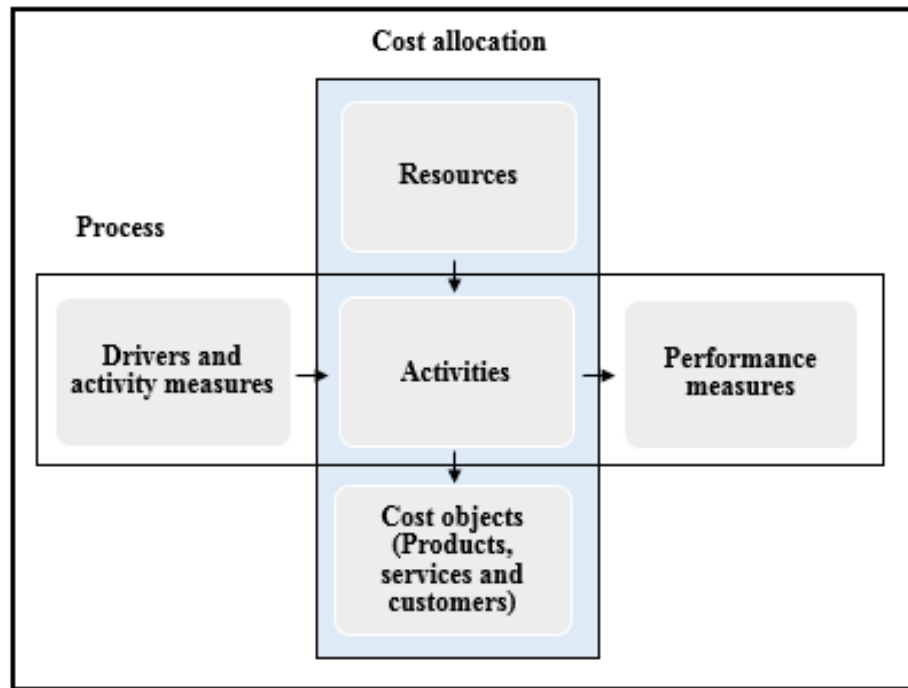 Cost allocation
Resources
Process
Drivers and
activity measures
Activities
Performance
measures
Cost objects
(Products,
services and
customers)